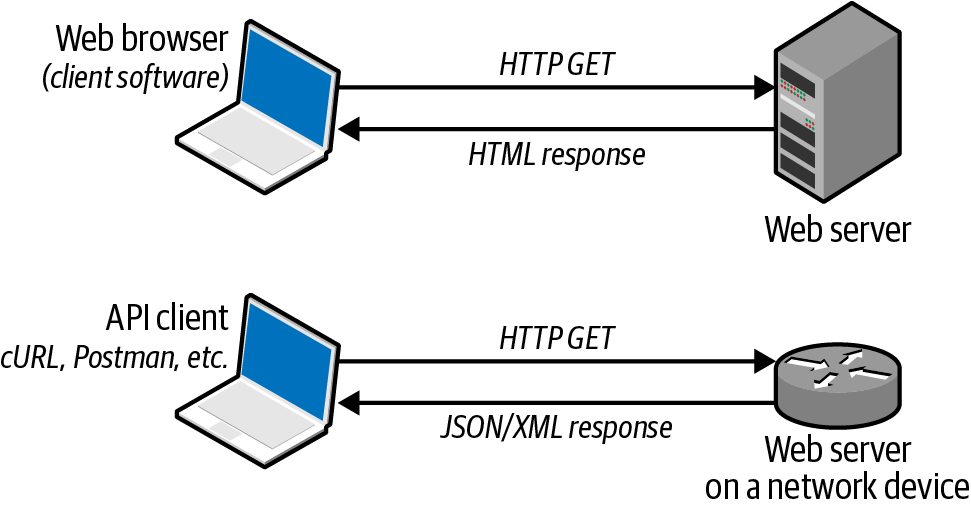 Web browser
(client software)
HTTP GET
HTML response
Web server
API client
cURL, Postman, etc.
HTTP GET
JSON/XML response
Web server
on a network device